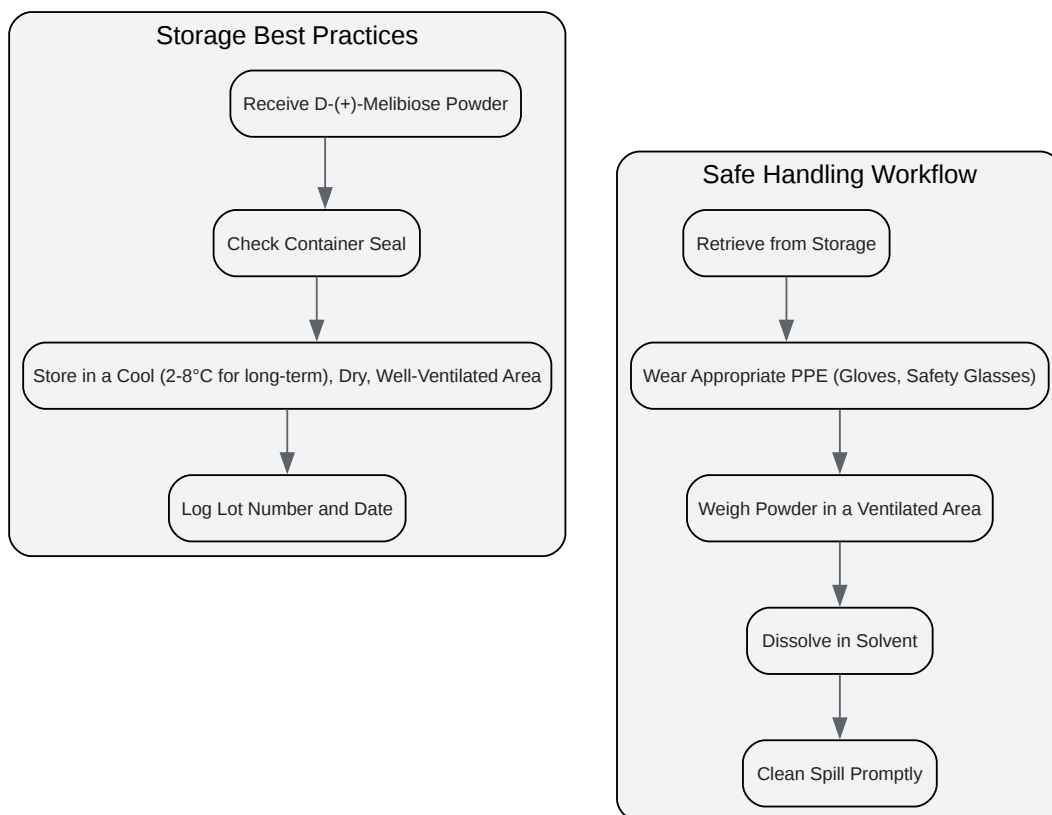 Storage Best Practices
Receive D-(+)-Melibiose Powder
Check Container Seal
Store in a Cool (2-8°C for long-term), Dry, Well-Ventilated Area
Log Lot Number and Date
Safe Handling Workflow
Retrieve from Storage
Wear Appropriate PPE (Gloves, Safety Glasses)
Weigh Powder in a Ventilated Area
Dissolve in Solvent
Clean Spill Promptly